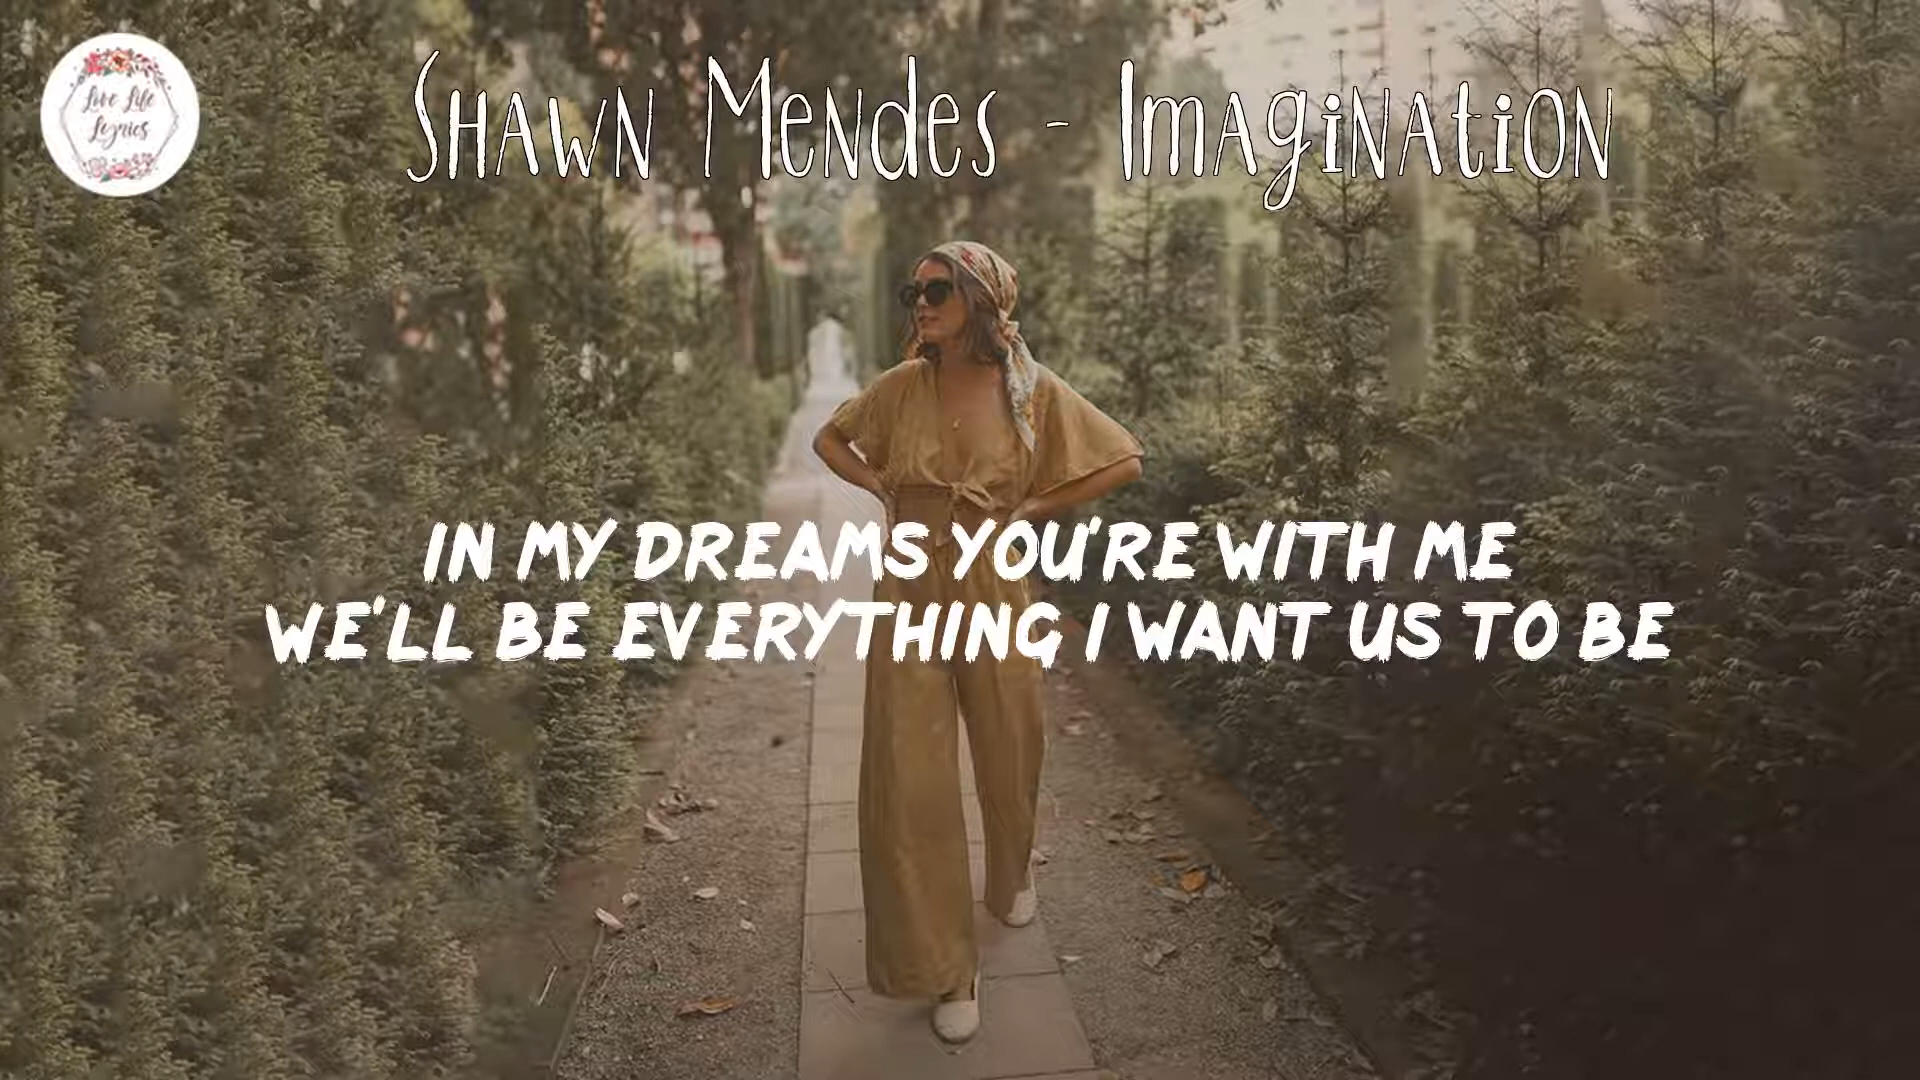 Love Life
Lyrics
Shawn Mendes - Imagination
IN MY DREAMS YOU'RE WITH ME
WE'LL BE EVERYTHING I WANT US TO BE